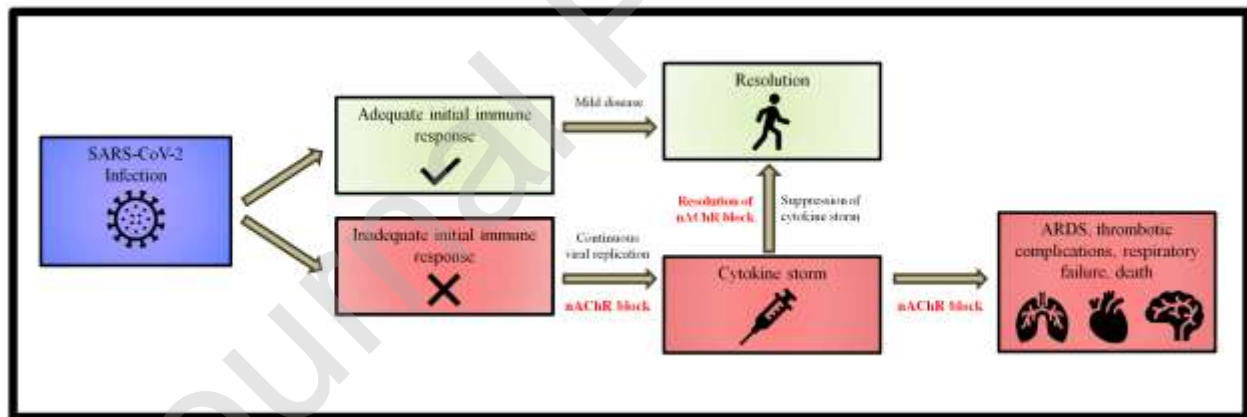 SARS-CoV-2
Infection
Adequate initial immune
response
Mild disease
Resolution
Inadequate initial immune
response
Continuous
viral replication
nAChR block
Resolution of
nAChR block
Suppression of
cytokine storm
Cytokine storm
nAChR block
ARDS, thrombotic
complications, respiratory
failure, death